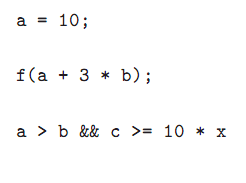 a = 10;
f(a + 3 * b);
a > b && c >= 10 * x